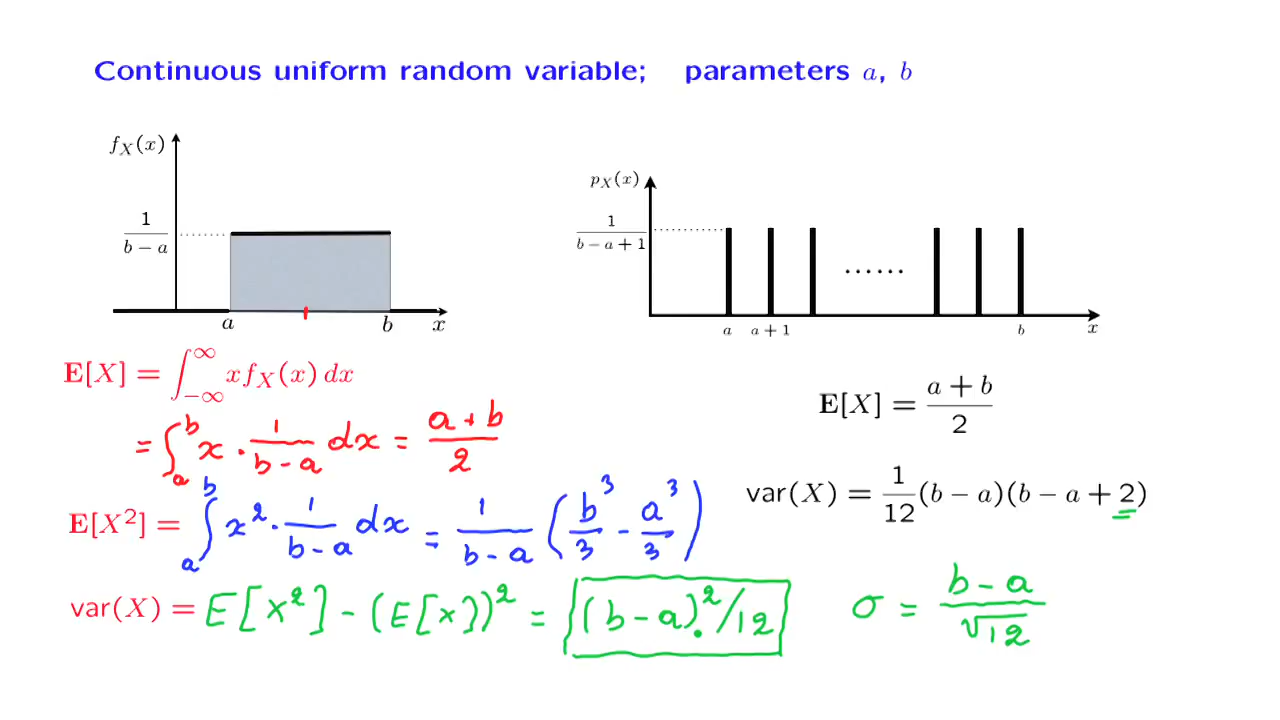 Continuous uniform random variable; parameters a, b
f_X(x)
1/(b − a)
a
b
x
p_X(x)
1/(b − a + 1)
......
a
a + 1
b
x
E[X] = ∫_{−∞}^{∞} x f_X(x) dx
= ∫_a^b x · 1/(b − a) dx = (a + b)/2
E[X²] = ∫_a^b x² · 1/(b − a) dx = 1/(b − a) (b³/3 − a³/3)
var(X) = E[X²] − (E[X])² = (b − a)²/12
σ = (b − a)/√12
E[X] = (a + b)/2
var(X) = 1/12 (b − a)(b − a + 2)